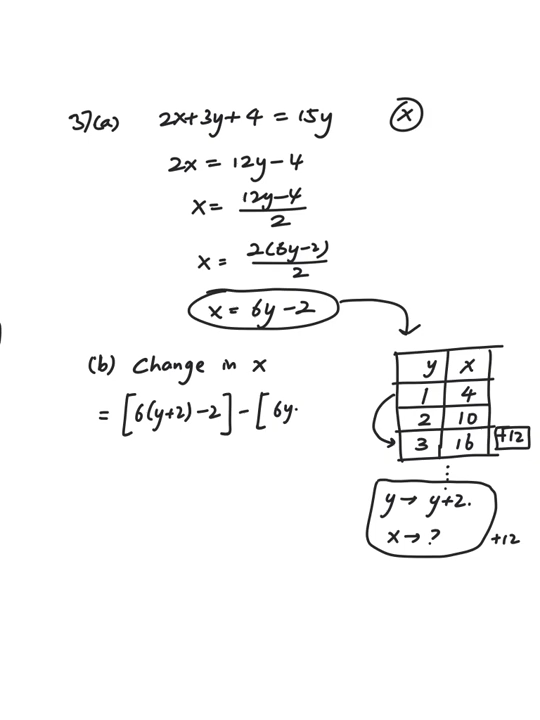 37(a) 2x+3y+4 = 15y (x)
2x = 12y-4
x = (12y-4)/2
x = 2(6y-2)/2
x = 6y-2
(b) Change in x
= [6(y+2)-2] - [6y.
y x
1 4
2 10
3 16 +12
⋮
y → y+2.
x → ? +12